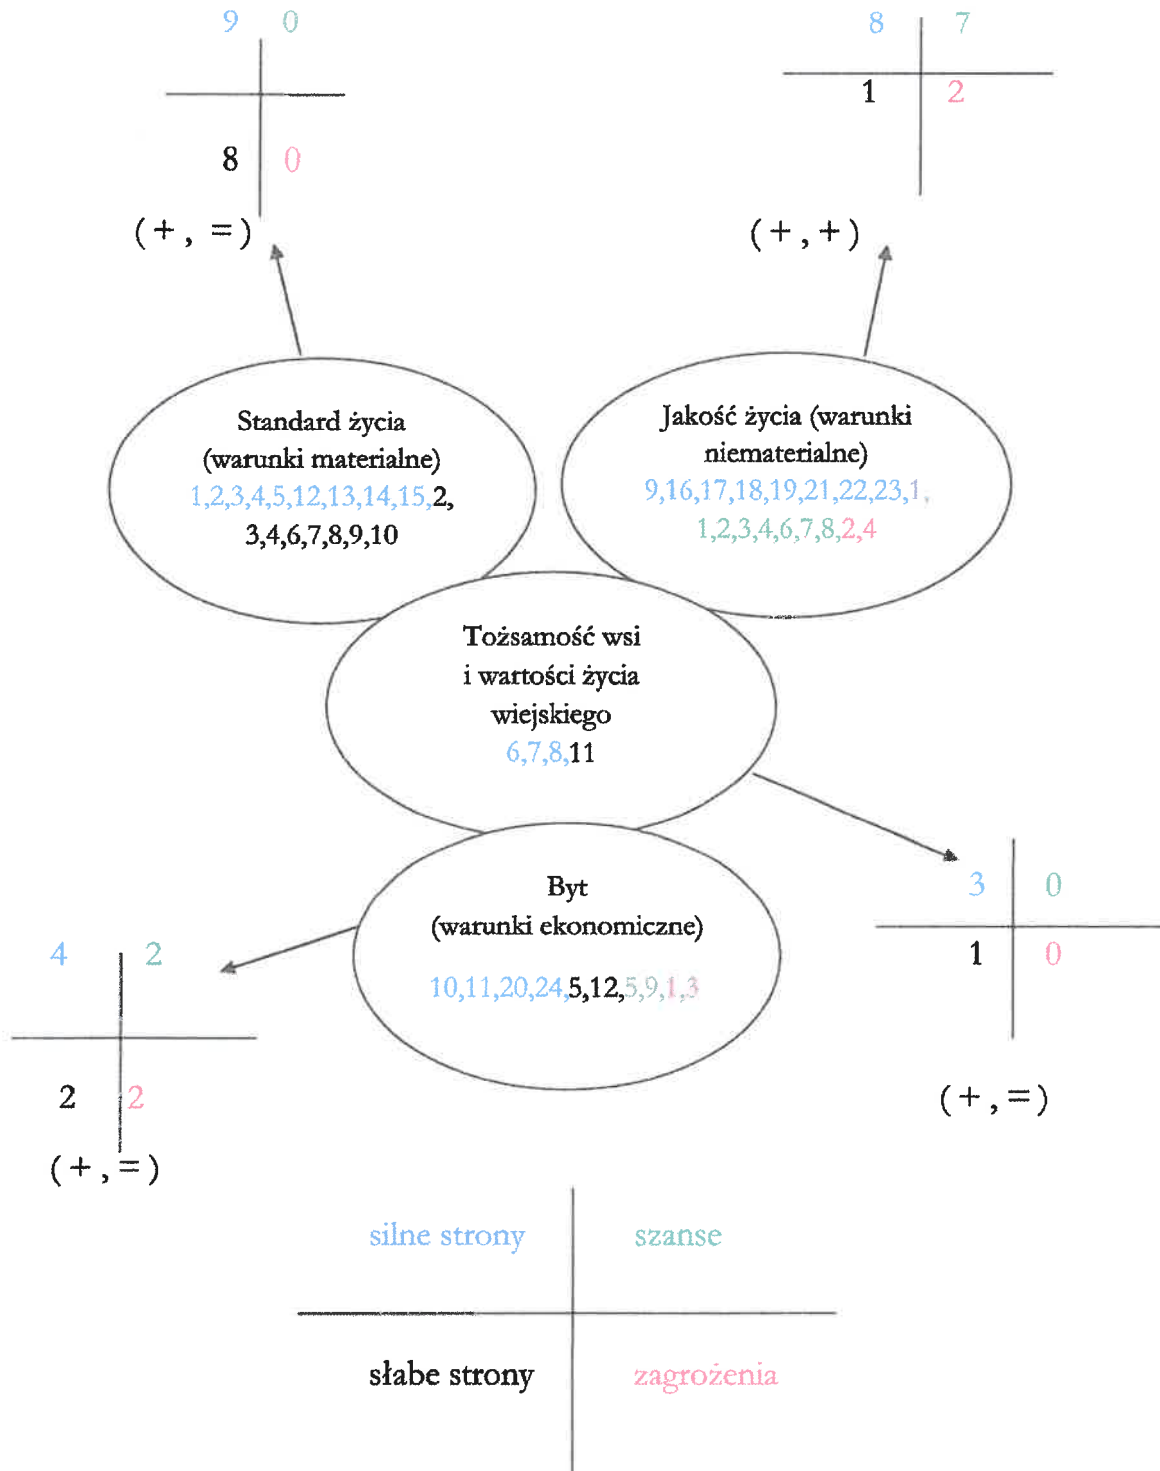 9 0
8 0
(+, =)
8 7
1 2
(+,+)
Standard życia
(warunki materialne)
1,2,3,4,5,12,13,14,15,2,
3,4,6,7,8,9,10
Jakość życia (warunki
niematerialne)
9,16,17,18,19,21,22,23,1,
1,2,3,4,6,7,8,2,4
Tożsamość wsi
i wartości życia
wiejskiego
6,7,8,11
3 0
1 0
(+,=)
Byt
(warunki ekonomiczne)
10,11,20,24,5,12,5,9,1,3
4 2
2 2
(+,=)
silne strony szanse
słabe strony zagrożenia